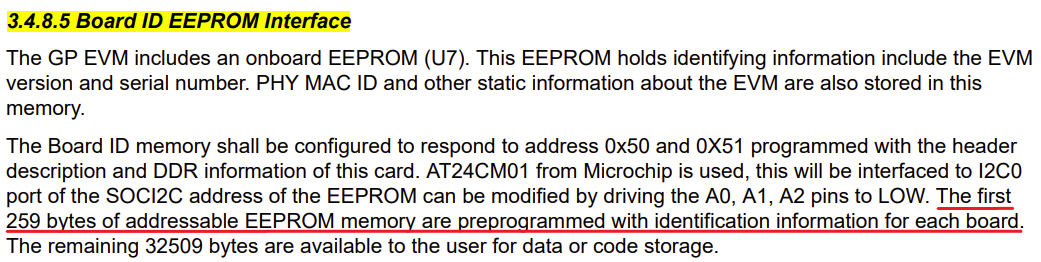 3.4.8.5 Board ID EEPROM Interface
The GP EVM includes an onboard EEPROM (U7). This EEPROM holds identifying information include the EVM
version and serial number. PHY MAC ID and other static information about the EVM are also stored in this
memory.
The Board ID memory shall be configured to respond to address 0x50 and 0X51 programmed with the header
description and DDR information of this card. AT24CM01 from Microchip is used, this will be interfaced to I2C0
port of the SOCI2C address of the EEPROM can be modified by driving the A0, A1, A2 pins to LOW. The first
259 bytes of addressable EEPROM memory are preprogrammed with identification information for each board.
The remaining 32509 bytes are available to the user for data or code storage.